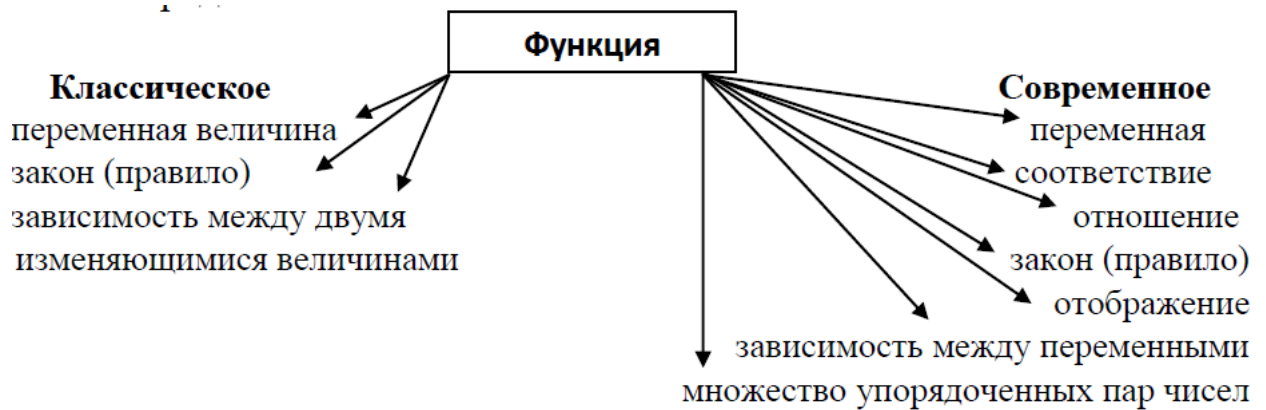 Функция
Классическое
переменная величина
закон (правило)
зависимость между двумя
изменяющимися величинами
Современное
переменная
соответствие
отношение
закон (правило)
отображение
зависимость между переменными
множество упорядоченных пар чисел